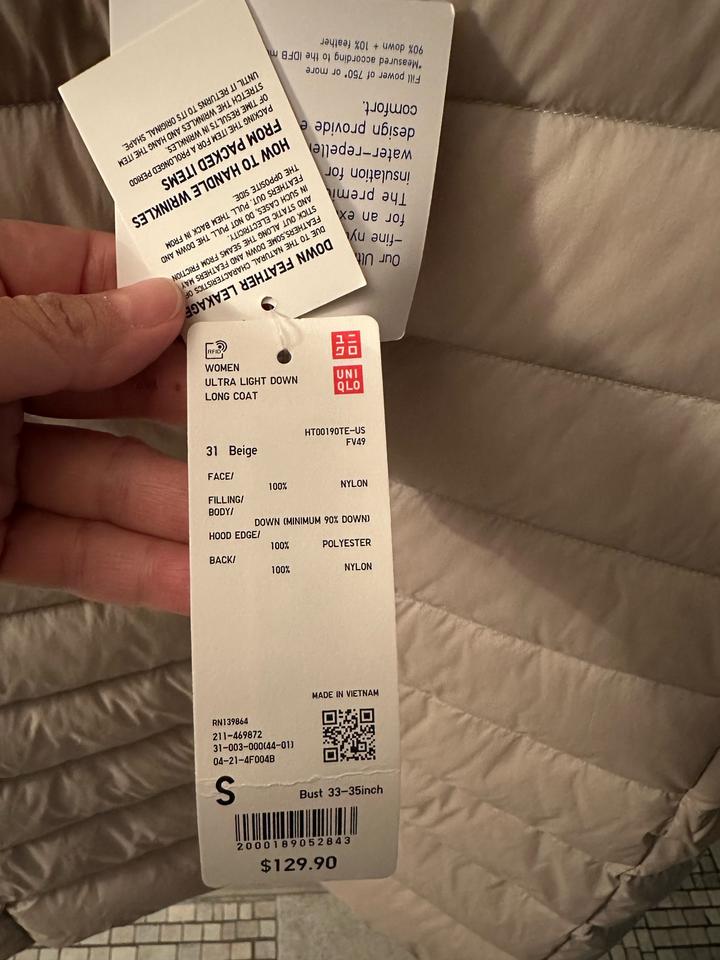 RFID
ユニ
クロ
UNI
QLO
WOMEN
ULTRA LIGHT DOWN
LONG COAT
HT00190TE-US
FV49
31 Beige
FACE/
100% NYLON
FILLING/
BODY/
DOWN (MINIMUM 90% DOWN)
HOOD EDGE/
100% POLYESTER
BACK/
100% NYLON
MADE IN VIETNAM
RN139864
211-469872
31-003-000(44-01)
04-21-4F004B
S
Bust 33-35inch
2000189052843
$129.90
DOWN FEATHER LEAKAGE
DUE TO THE NATURAL CHARACTERISTICS OF
FEATHERS,SOME DOWN AND FEATHERS MAY
STICK OUT ALONG THE SEAMS FROM FRICTION
AND STATIC ELECTRICITY.
IN SUCH CASES, DO NOT PULL THE DOWN AND
FEATHERS OUT. PULL THEM BACK IN FROM
THE OPPOSITE SIDE.
HOW TO HANDLE WRINKLES
FROM PACKED ITEMS
PACKING THE ITEM FOR A PROLONGED PERIOD
OF TIME RESULTS IN WRINKLES.
STRETCH THE WRINKLES BY HAND AND HANG THE ITEM
UNTIL IT RETURNS TO ITS ORIGINAL SHAPE.
Our
-fine
for an
The
insulation for
design provide
comfort.
Fill power of 750* or more
*Measured according to the IDFB
90% down + 10% feather